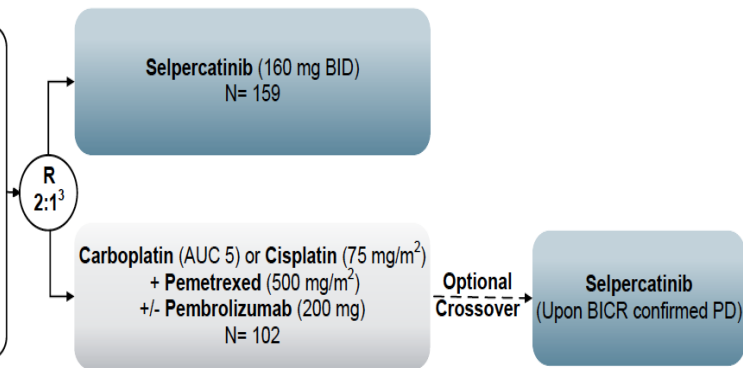 Selpercatinib (160 mg BID)
N= 159
R
2:1³
Carboplatin (AUC 5) or Cisplatin (75 mg/m²)
+ Pemetrexed (500 mg/m²)
+/- Pembrolizumab (200 mg)
N= 102
Optional
Crossover
Selpercatinib
(Upon BICR confirmed PD)